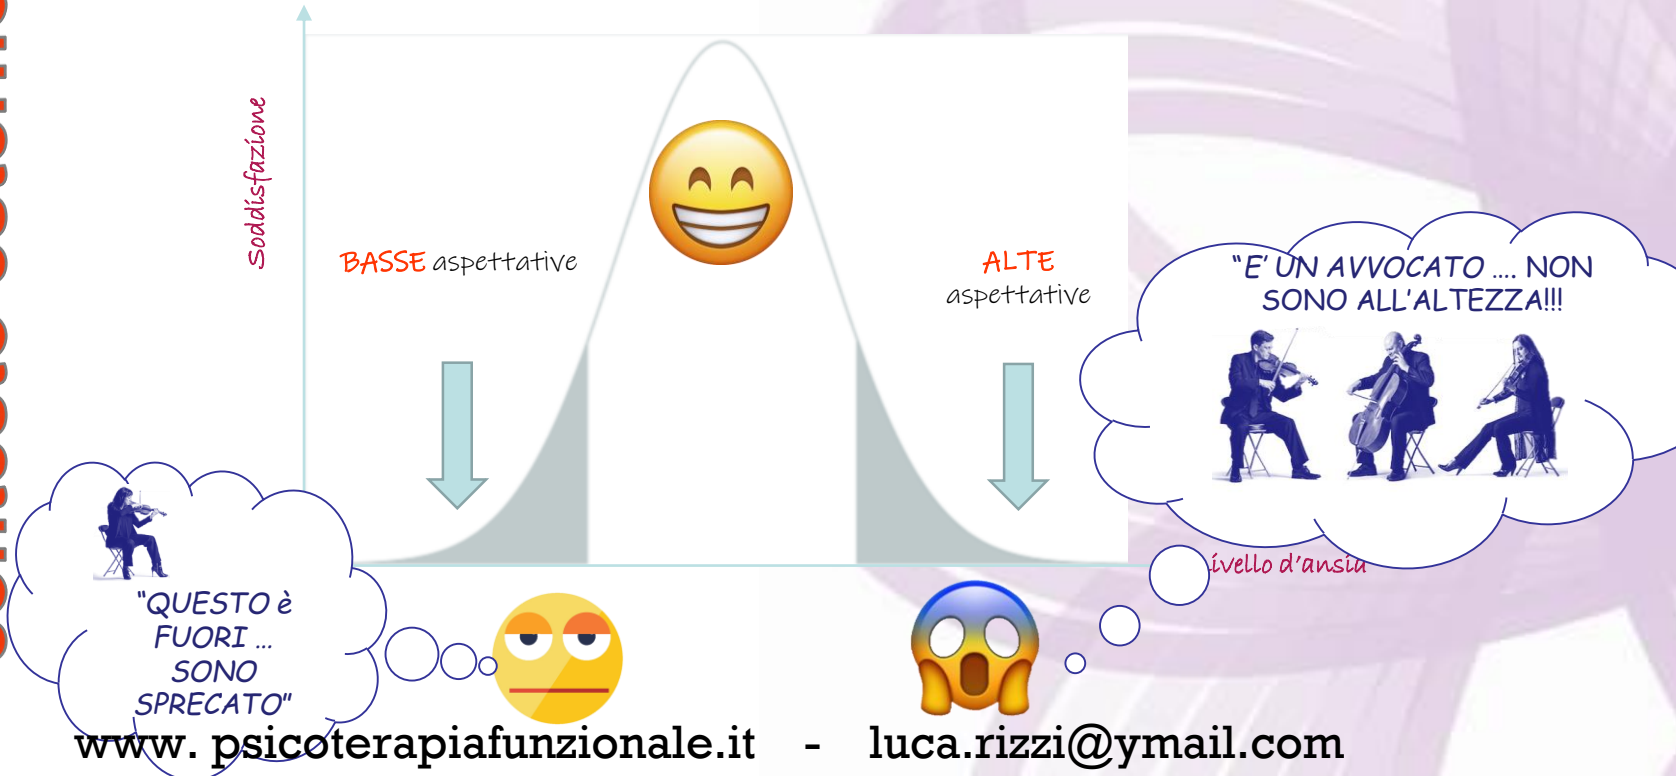 Soddisfazione
BASSE aspettative
ALTE
aspettative
"E' UN AVVOCATO .... NON
SONO ALL'ALTEZZA!!!
ivello d'ansia
"QUESTO è
FUORI ...
SONO
SPRECATO"
www. psicoterapiafunzionale.it - luca.rizzi@ymail.com